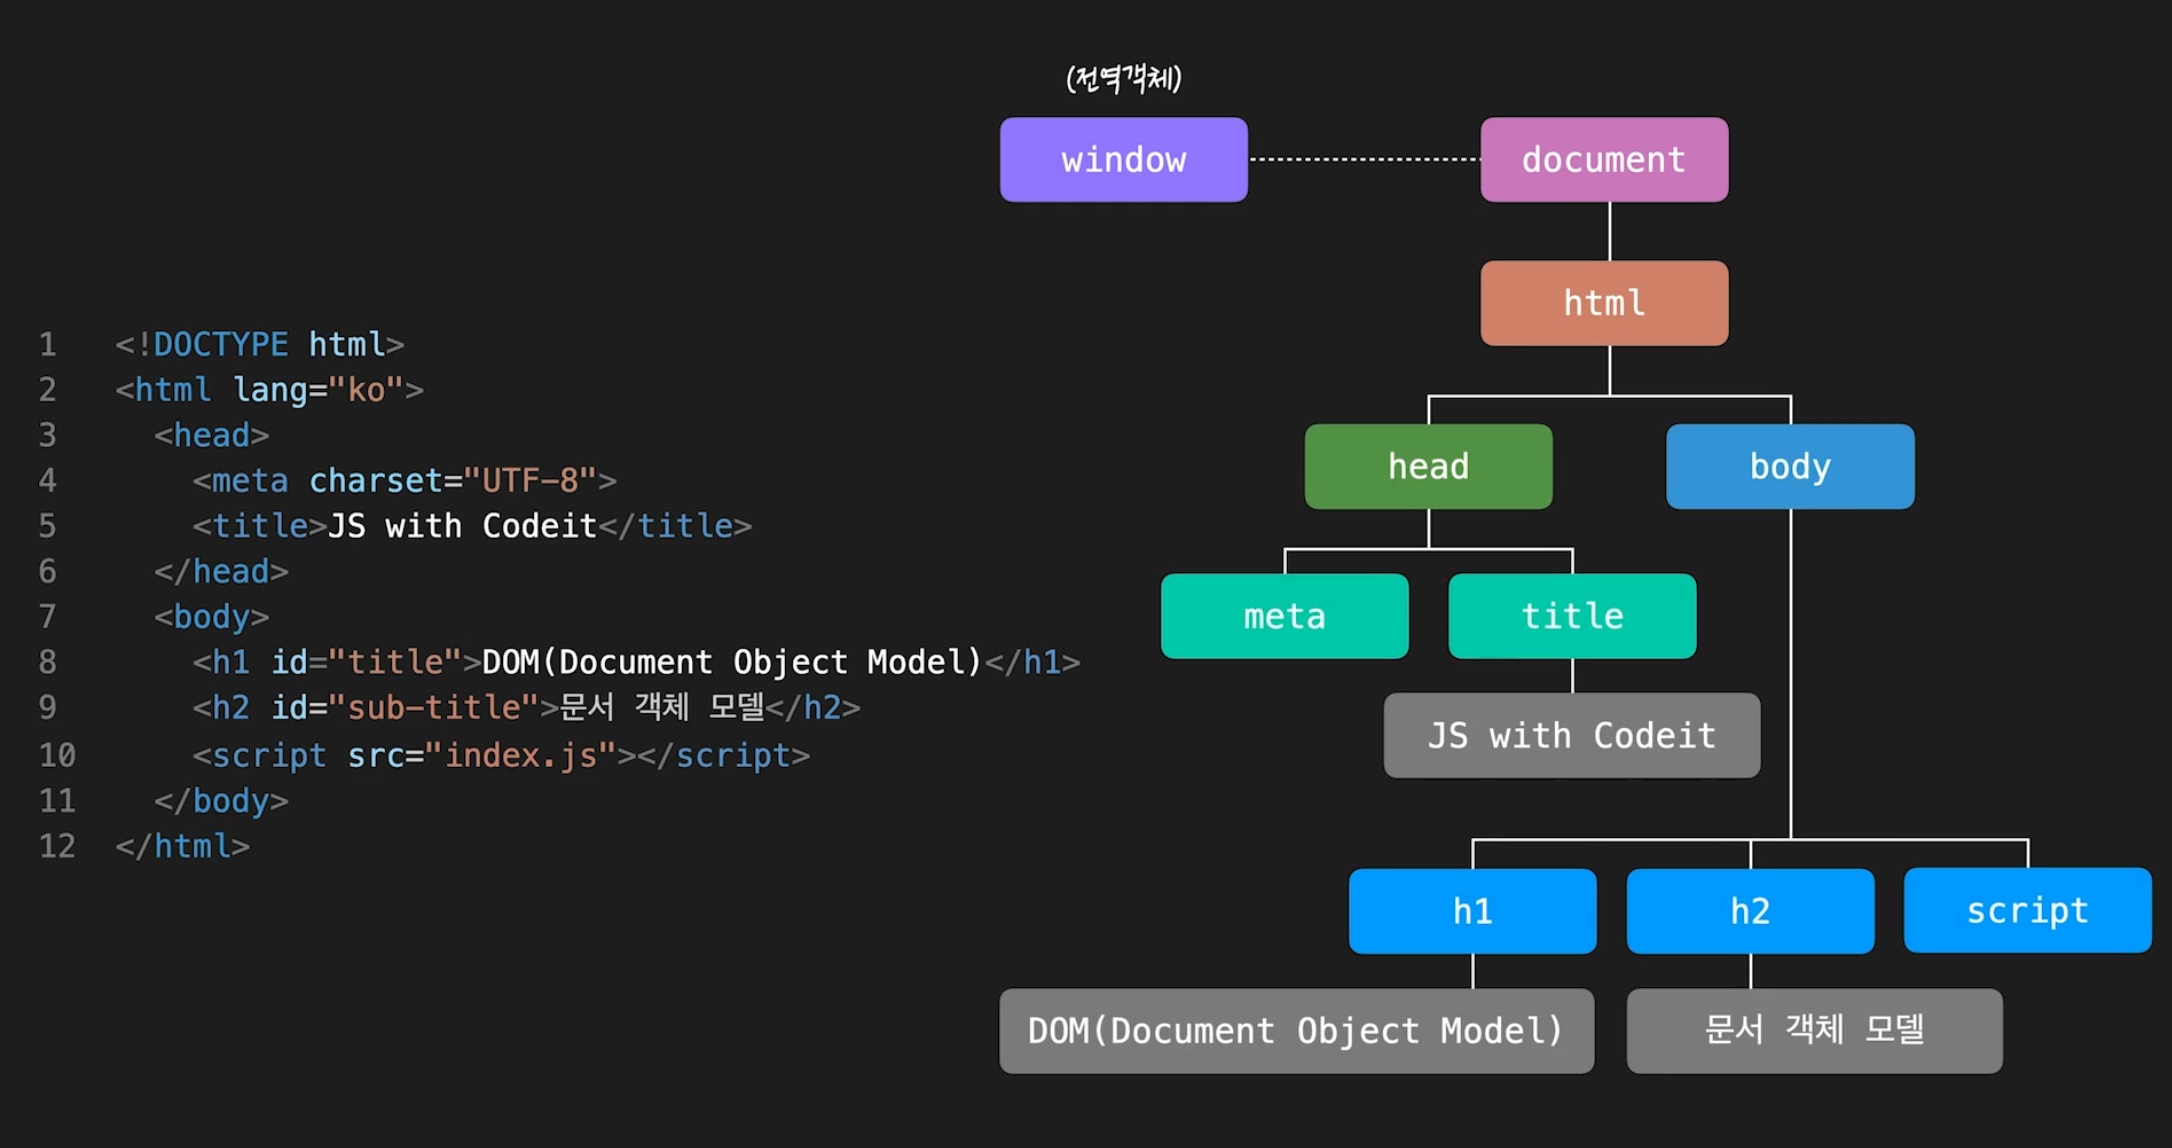 (전역객체)
window
document
html
head
body
meta
title
JS with Codeit
h1
h2
script
DOM(Document Object Model)
문서 객체 모델
1 <!DOCTYPE html>
2 <html lang="ko">
3 <head>
4 <meta charset="UTF-8">
5 <title>JS with Codeit</title>
6 </head>
7 <body>
8 <h1 id="title">DOM(Document Object Model)</h1>
9 <h2 id="sub-title">문서 객체 모델</h2>
10 <script src="index.js"></script>
11 </body>
12 </html>